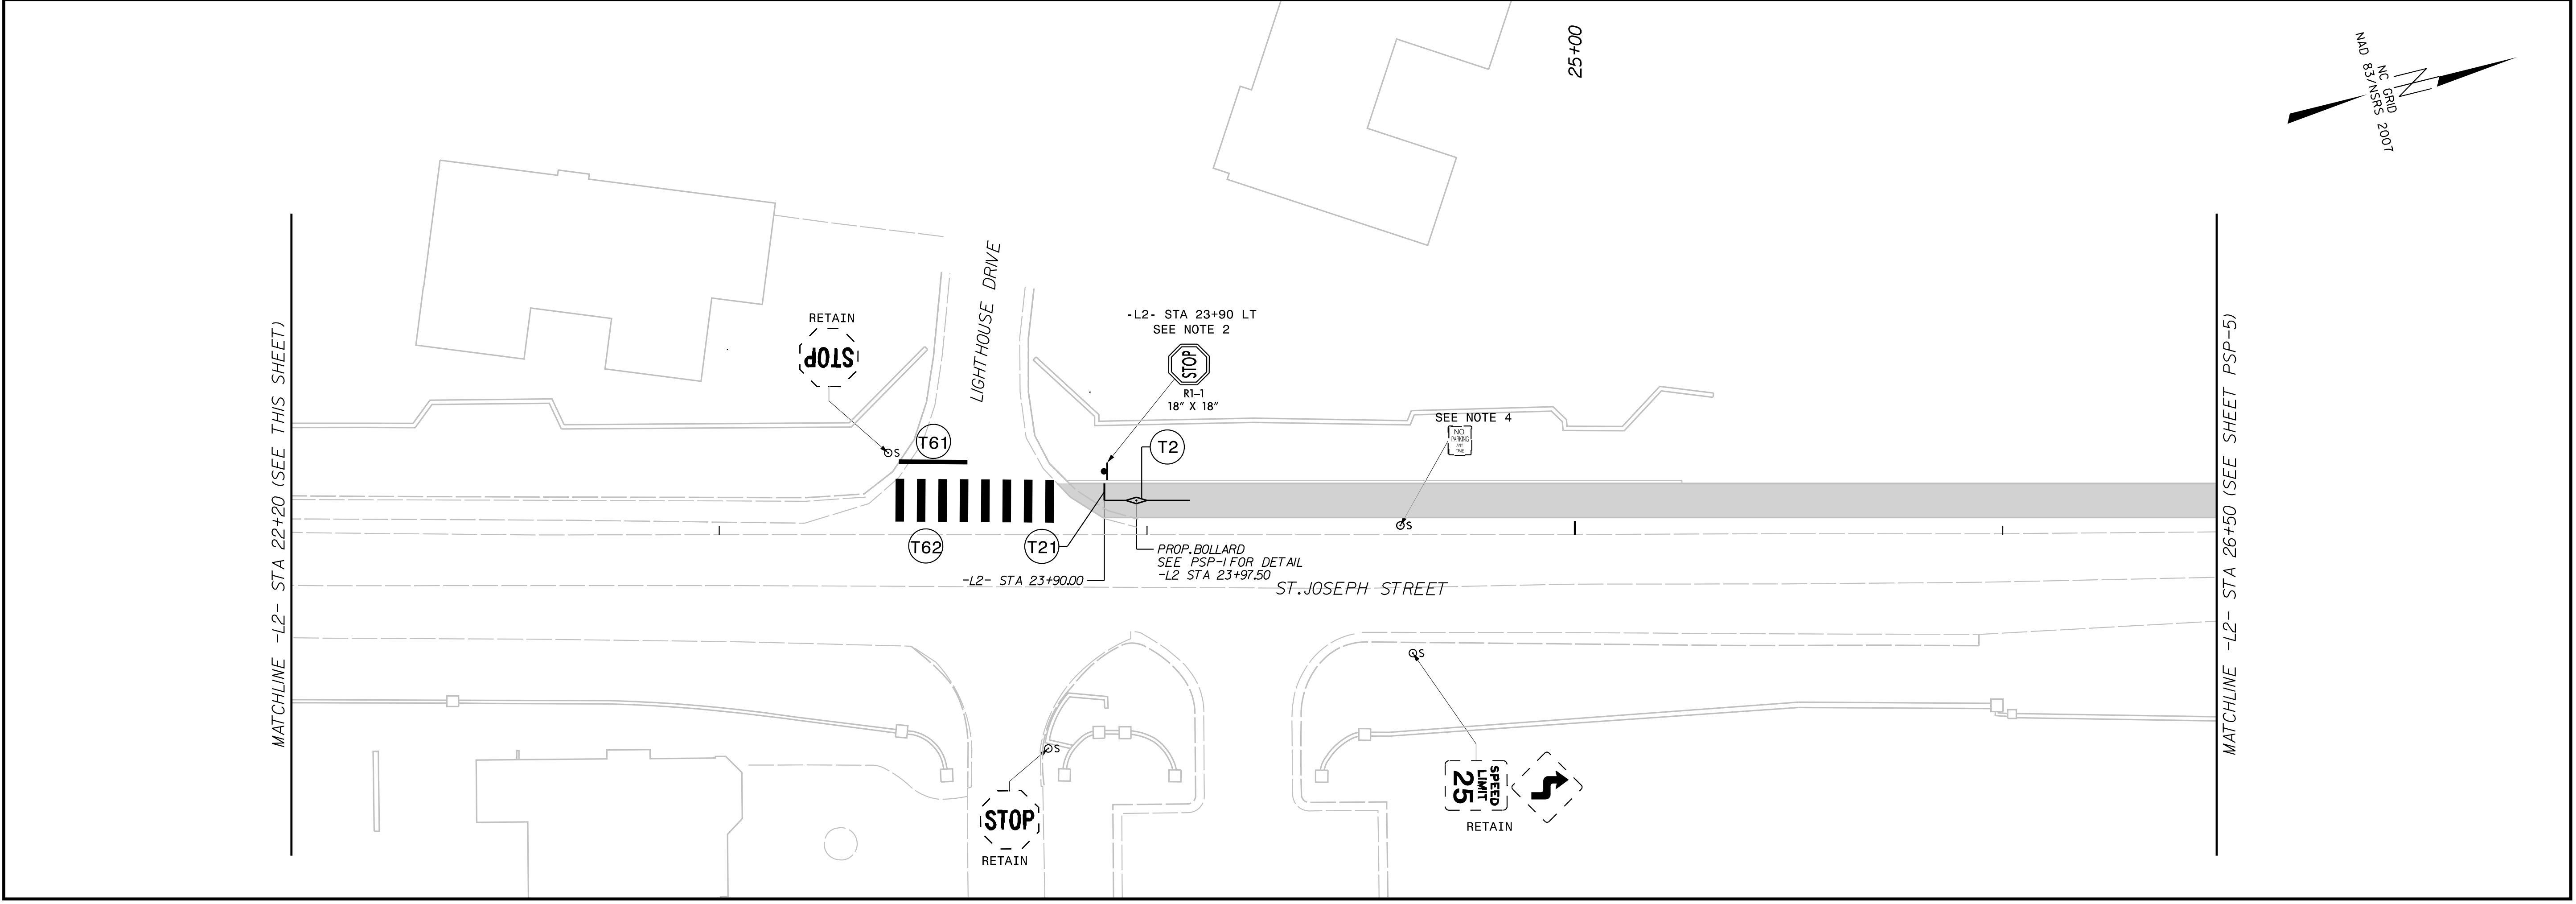 25+00
NAD 83/NSRS 2007
NC GRID
N
MATCHLINE -L2- STA 22+20 (SEE THIS SHEET)
RETAIN
STOP
LIGHTHOUSE DRIVE
-L2- STA 23+90 LT
SEE NOTE 2
STOP
R1-1
18" X 18"
SEE NOTE 4
NO
PARKING
ANY
TIME
S
T61
T2
S
T62
T21
PROP. BOLLARD
SEE PSP-1 FOR DETAIL
-L2 STA 23+97.50
-L2- STA 23+90.00
ST. JOSEPH STREET
S
S
SPEED
LIMIT
25
RETAIN
STOP
RETAIN
MATCHLINE -L2- STA 26+50 (SEE SHEET PSP-5)